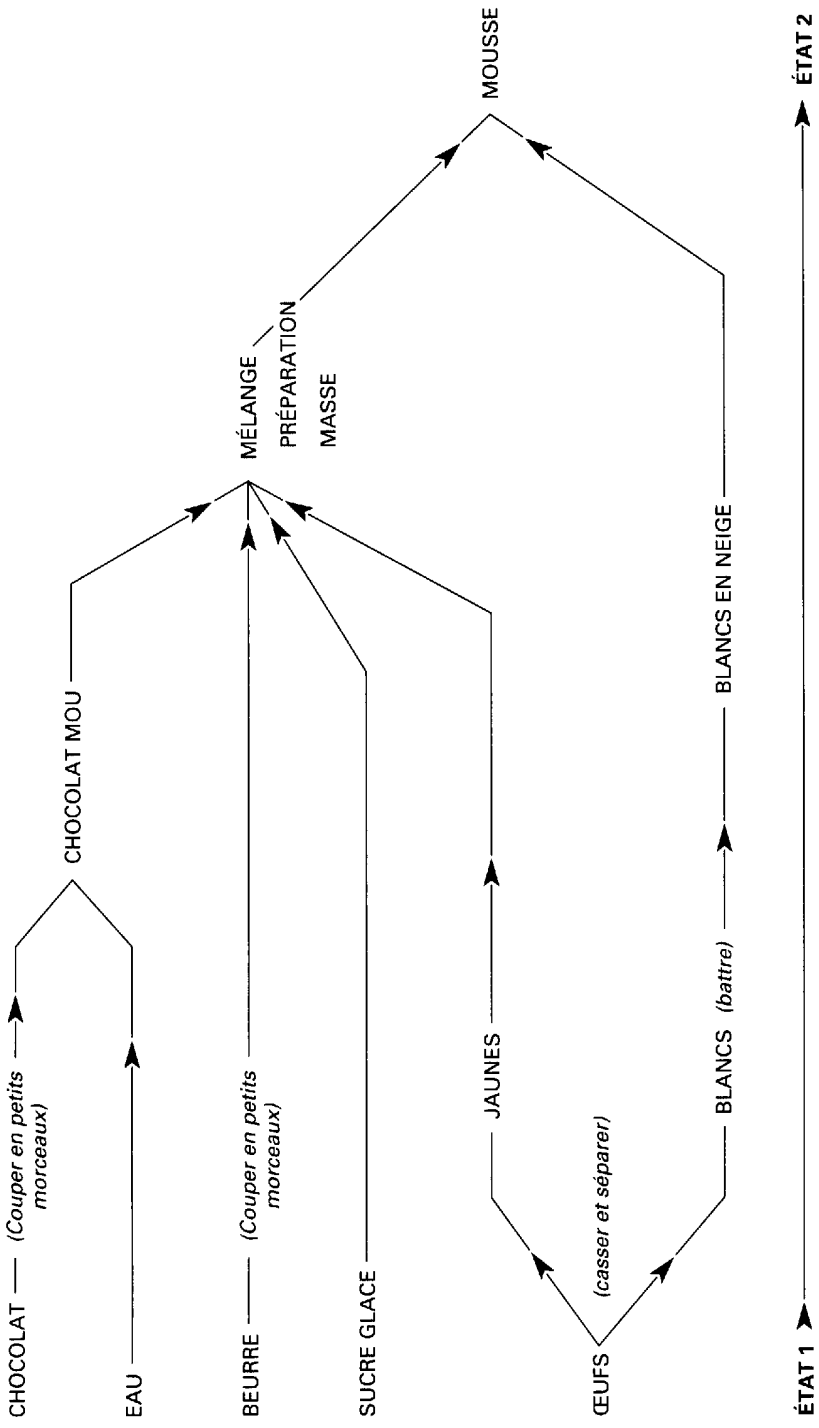 CHOCOLAT
(Couper en petits
morceaux)
EAU
CHOCOLAT MOU
BEURRE
(Couper en petits
morceaux)
SUCRE GLACE
MÉLANGE
PRÉPARATION
MASSE
ŒUFS
(casser et séparer)
JAUNES
BLANCS (battre)
BLANCS EN NEIGE
MOUSSE
ÉTAT 1
ÉTAT 2